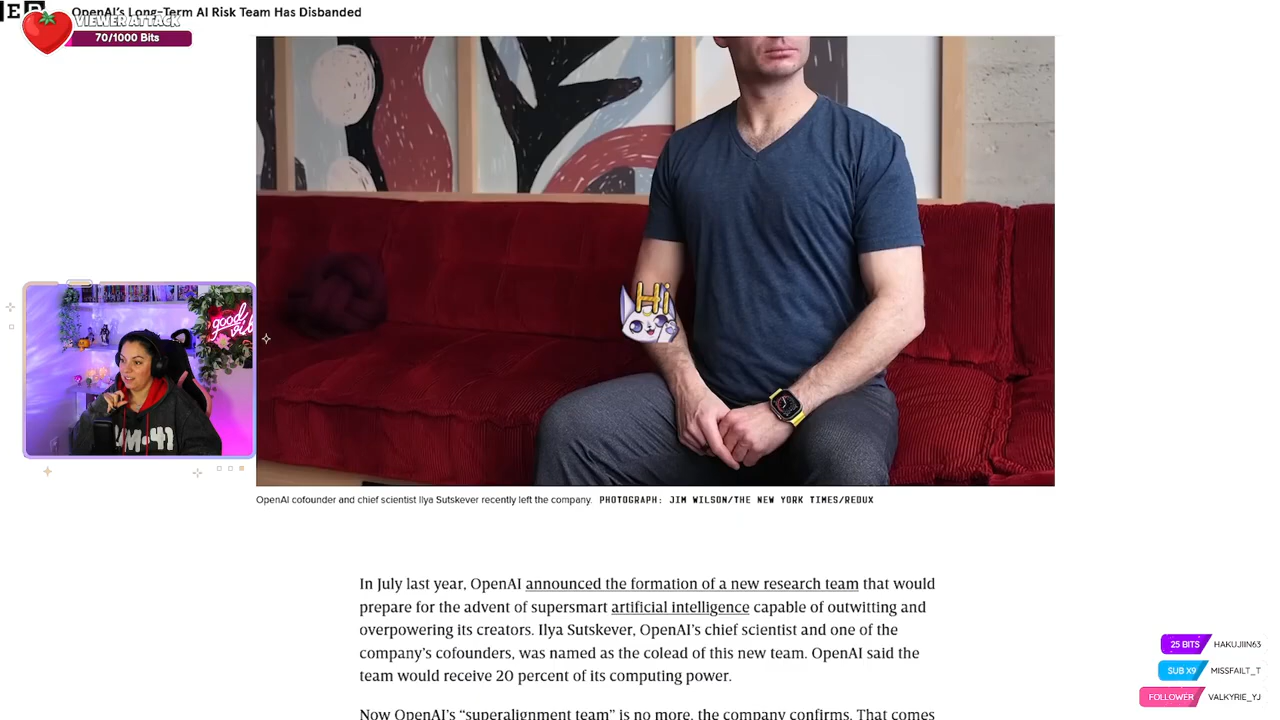 OpenAI's Long-Term AI Risk Team Has Disbanded
VIEWER ATTACK
70/1000 Bits
Hi
good
OpenAI cofounder and chief scientist Ilya Sutskever recently left the company. PHOTOGRAPH: JIM WILSON/THE NEW YORK TIMES/REDUX
In July last year, OpenAI announced the formation of a new research team that would
prepare for the advent of supersmart artificial intelligence capable of outwitting and
overpowering its creators. Ilya Sutskever, OpenAI's chief scientist and one of the
company's cofounders, was named as the colead of this new team. OpenAI said the
team would receive 20 percent of its computing power.
Now OpenAI's “superalignment team” is no more, the company confirms. That comes
25 BITS HAKUJIIN63
SUB X9 MISSFAILT_T
FOLLOWER VALKYRIE_YJ